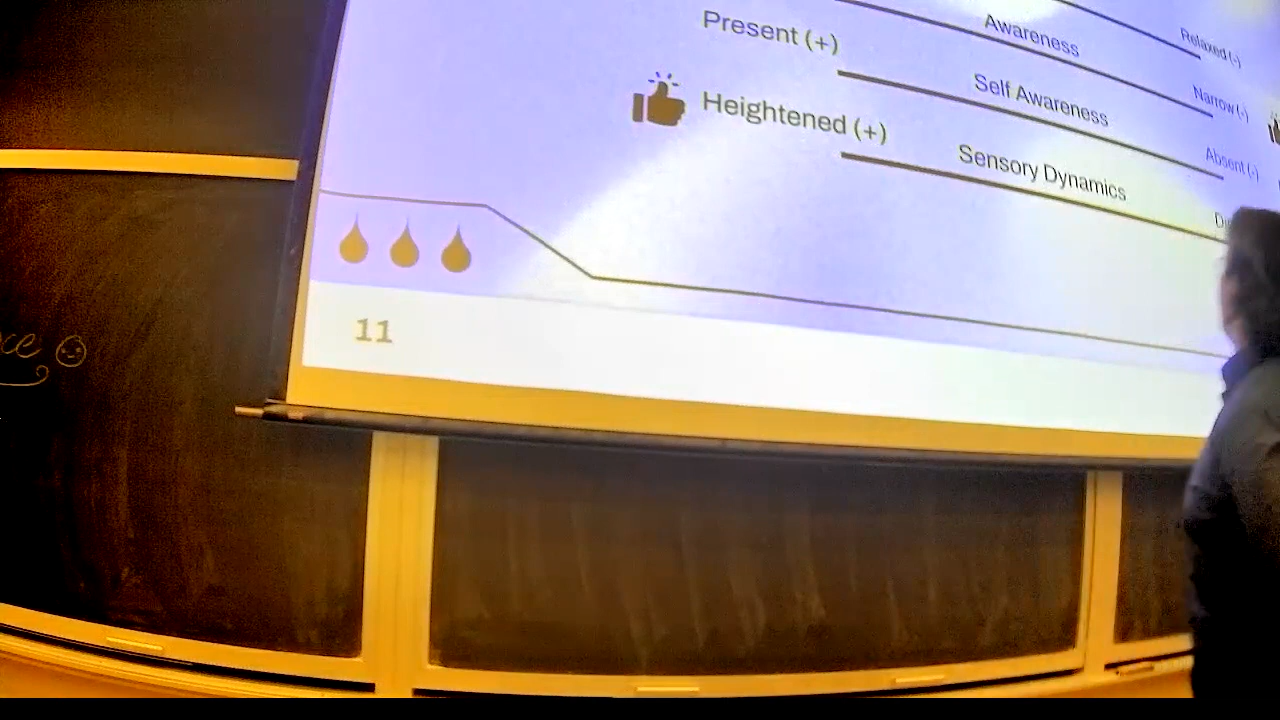 Awareness Relaxed (-)
Present (+) Self Awareness Narrow (-)
Heightened (+) Sensory Dynamics Absent (-)
11